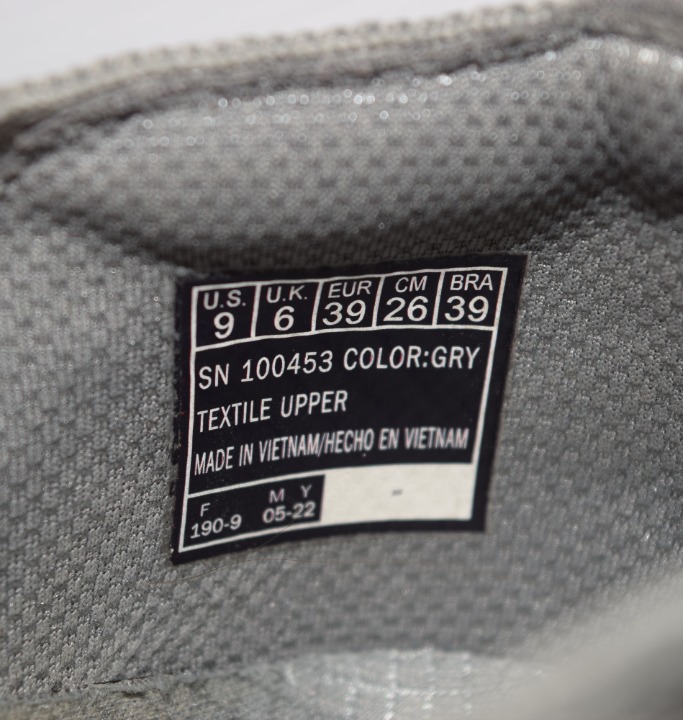 U.S. U.K. EUR CM BRA
9 6 39 26 39
SN 100453 COLOR:GRY
TEXTILE UPPER
MADE IN VIETNAM/HECHO EN VIETNAM
F M Y
190-9 05-22 -